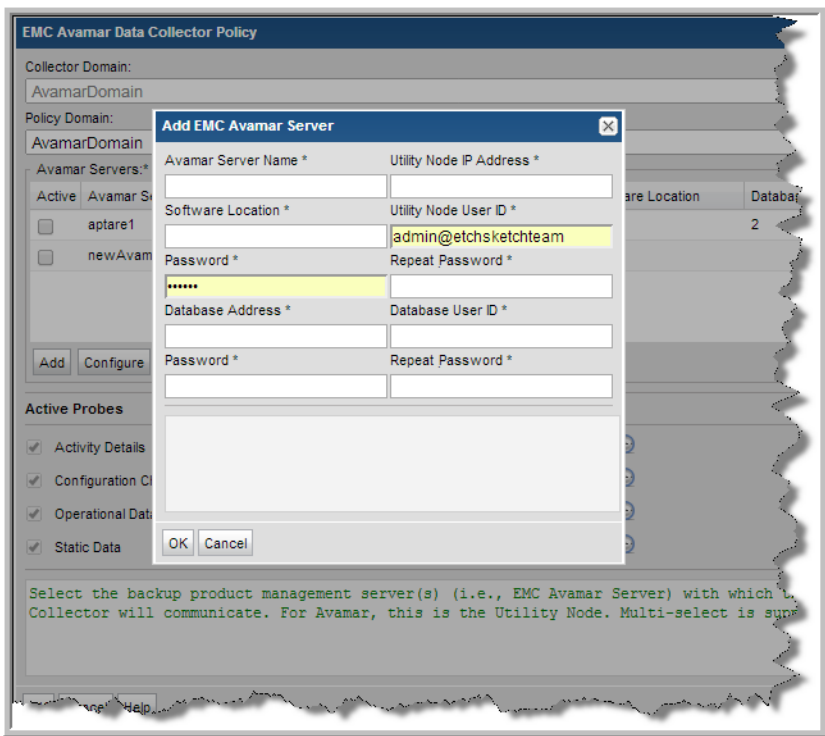 EMC Avamar Data Collector Policy
Collector Domain:
AvamarDomain
Policy Domain:
AvamarDomain
Avamar Servers:*
Active Avamar are Location
aptare1 2
Add Configure
Active Probes
Activity Details
Configuration
Operational
Static Data
Add EMC Avamar Server
Avamar Server Name * Utility Node IP Address *
Software Location * Utility Node User ID *
admin@etchsketchteam
Password * Repeat Password *
••••••
Database Address * Database User ID *
Password * Repeat Password *
OK Cancel
Select the backup product management server(s) (i.e., EMC Avamar Server) with which
Collector will communicate. For Avamar, this is the Utility Node. Multi-select is
Help